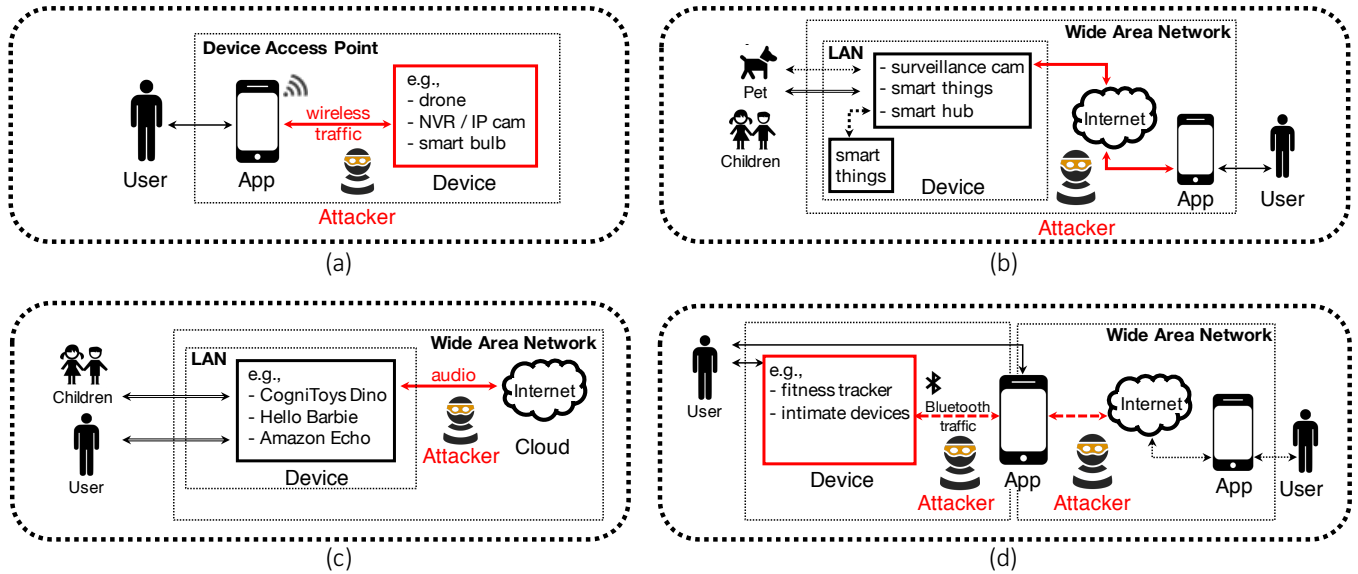 Device Access Point
e.g.,
- drone
- NVR / IP cam
- smart bulb
wireless
traffic
User
App
Device
Attacker
(a)
Wide Area Network
LAN
- surveillance cam
- smart things
- smart hub
Pet
Internet
Children
smart
things
Device
App
User
Attacker
(b)
Wide Area Network
LAN
e.g.,
- CogniToys Dino
- Hello Barbie
- Amazon Echo
audio
Internet
Children
Attacker
Cloud
User
Device
(c)
Wide Area Network
e.g.,
- fitness tracker
- intimate devices
Bluetooth
traffic
Internet
User
Device
App
App
User
Attacker
Attacker
(d)